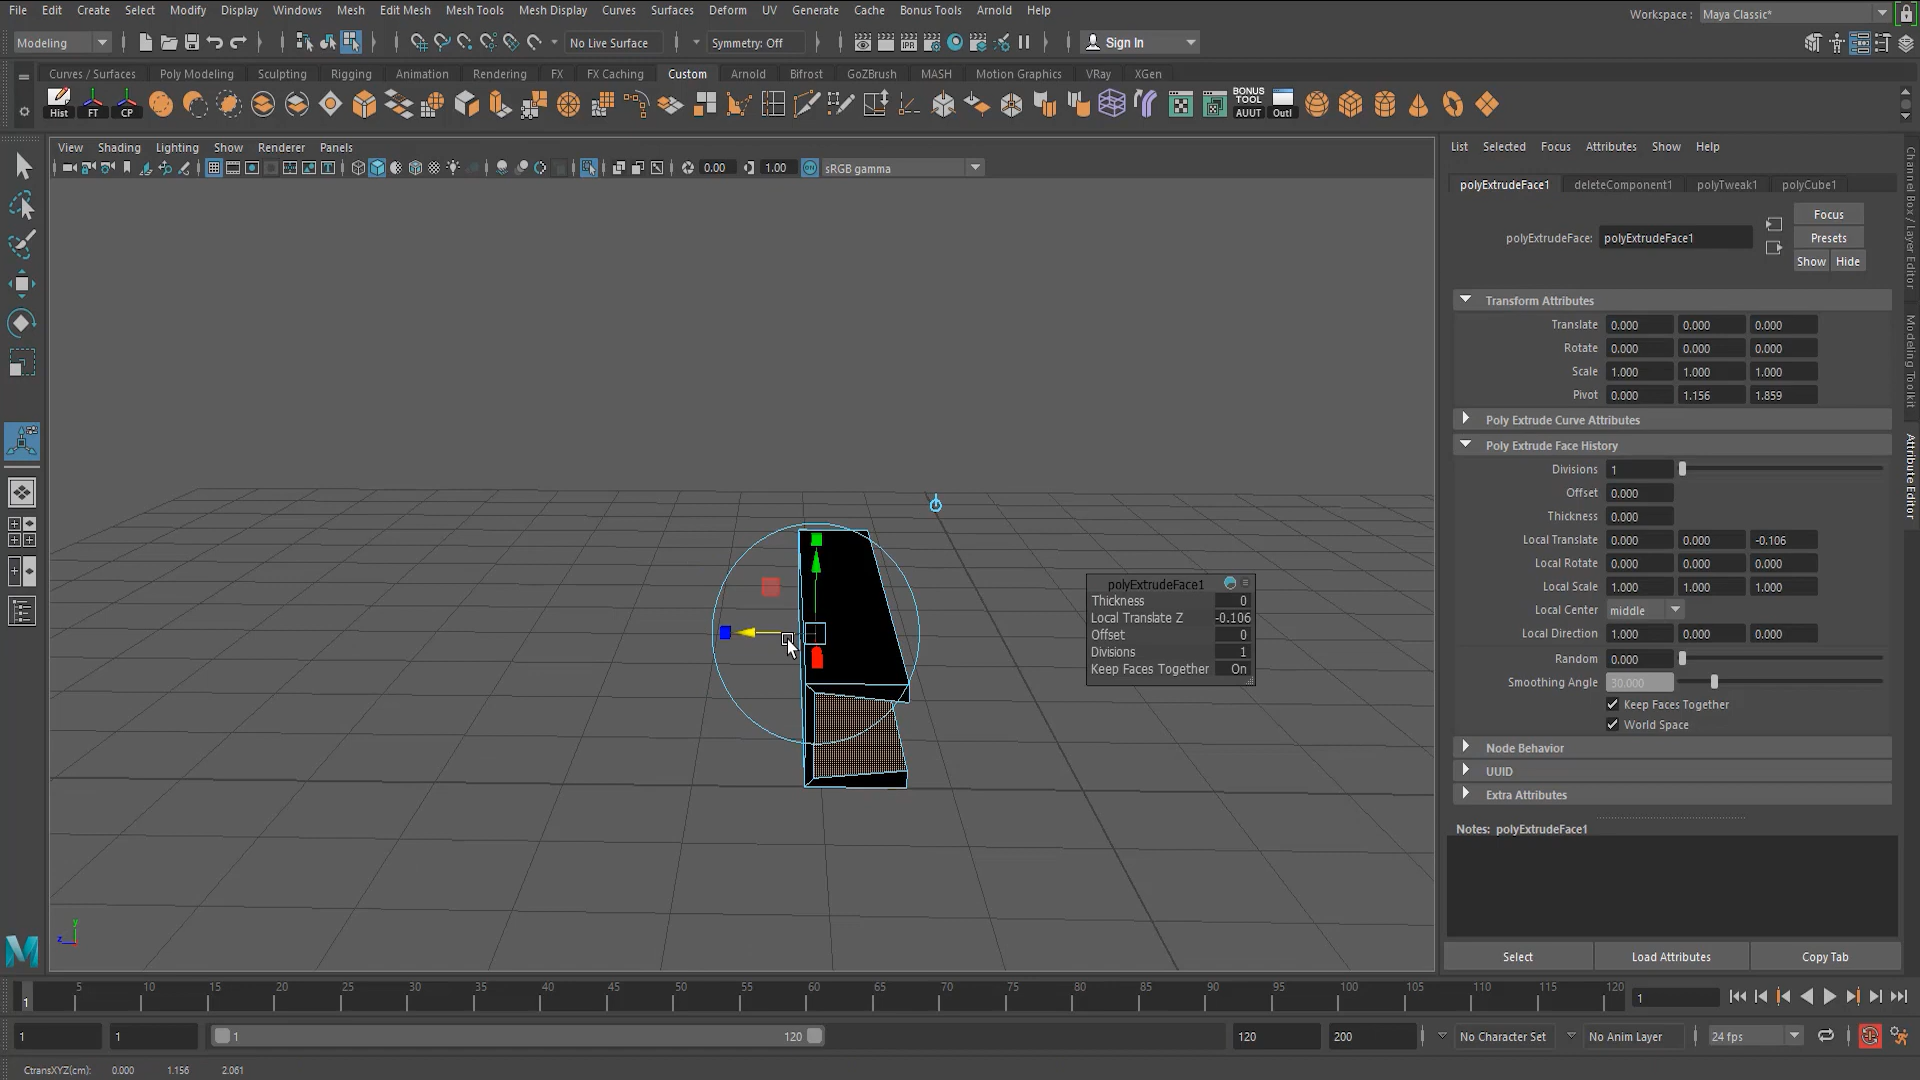 File Edit Create Select Modify Display Windows Mesh Edit Mesh Mesh Tools Mesh Display Curves Surfaces Deform UV Generate Cache Bonus Tools Arnold Help
Workspace : Maya Classic*
Modeling No Live Surface Symmetry: Off Sign In
Curves / Surfaces Poly Modeling Sculpting Rigging Animation Rendering FX FX Caching Custom Arnold Bifrost GoZBrush MASH Motion Graphics VRay XGen
Hist FT CP BONUS TOOL AUUT Outl
View Shading Lighting Show Renderer Panels
0.00 1.00 sRGB gamma
polyExtrudeFace1
Thickness 0
Local Translate Z -0.106
Offset 0
Divisions 1
Keep Faces Together On
y
z
List Selected Focus Attributes Show Help
polyExtrudeFace1 deleteComponent1 polyTweak1 polyCube1
Focus
polyExtrudeFace: polyExtrudeFace1 Presets
Show Hide
Transform Attributes
Translate 0.000 0.000 0.000
Rotate 0.000 0.000 0.000
Scale 1.000 1.000 1.000
Pivot 0.000 1.156 1.859
Poly Extrude Curve Attributes
Poly Extrude Face History
Divisions 1
Offset 0.000
Thickness 0.000
Local Translate 0.000 0.000 -0.106
Local Rotate 0.000 0.000 0.000
Local Scale 1.000 1.000 1.000
Local Center middle
Local Direction 1.000 0.000 0.000
Random 0.000
Smoothing Angle 30.000
Keep Faces Together
World Space
Node Behavior
UUID
Extra Attributes
Notes: polyExtrudeFace1
Select Load Attributes Copy Tab
Channel Box / Layer Editor
Modeling Toolkit
Attribute Editor
1 5 10 15 20 25 30 35 40 45 50 55 60 65 70 75 80 85 90 95 100 105 110 115 120 1
1 1 1 120 120 200 No Character Set No Anim Layer 24 fps
CtransXYZ(cm): 0.000 1.156 2.061